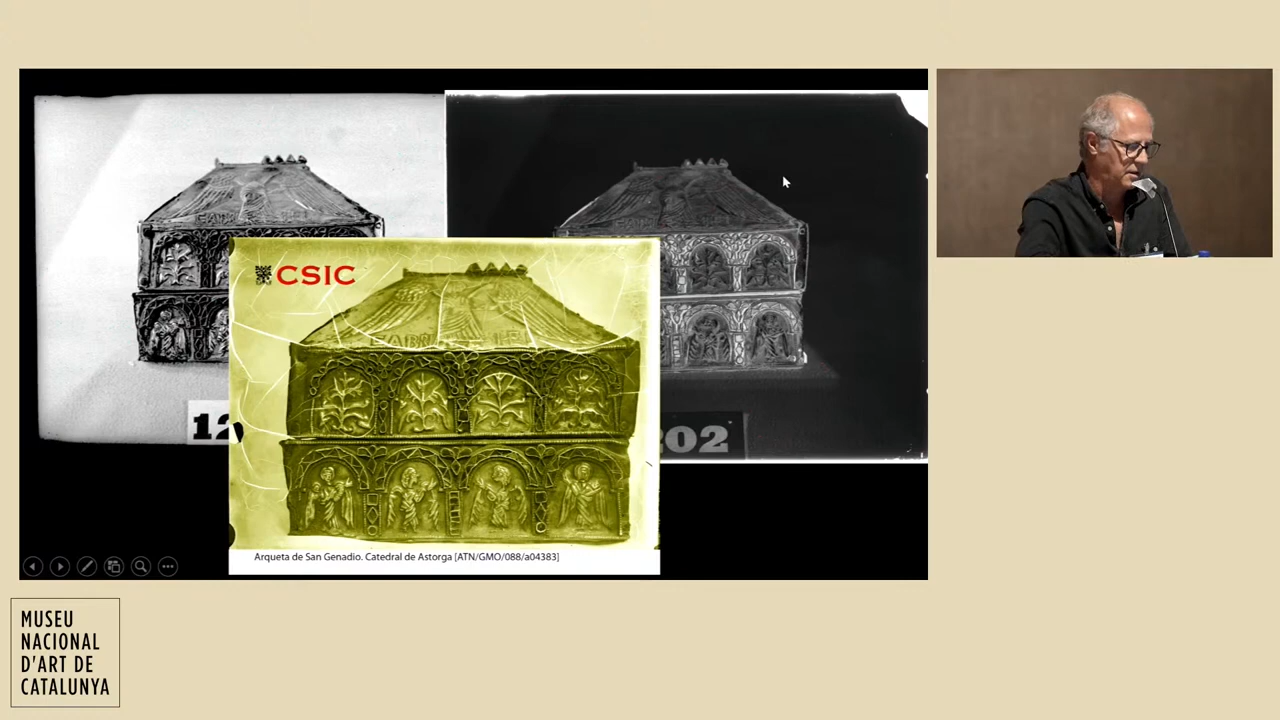 CSIC
12
202
Arqueta de San Genadio. Catedral de Astorga [ATN/GMO/088/a04383]
MUSEU
NACIONAL
D'ART DE
CATALUNYA